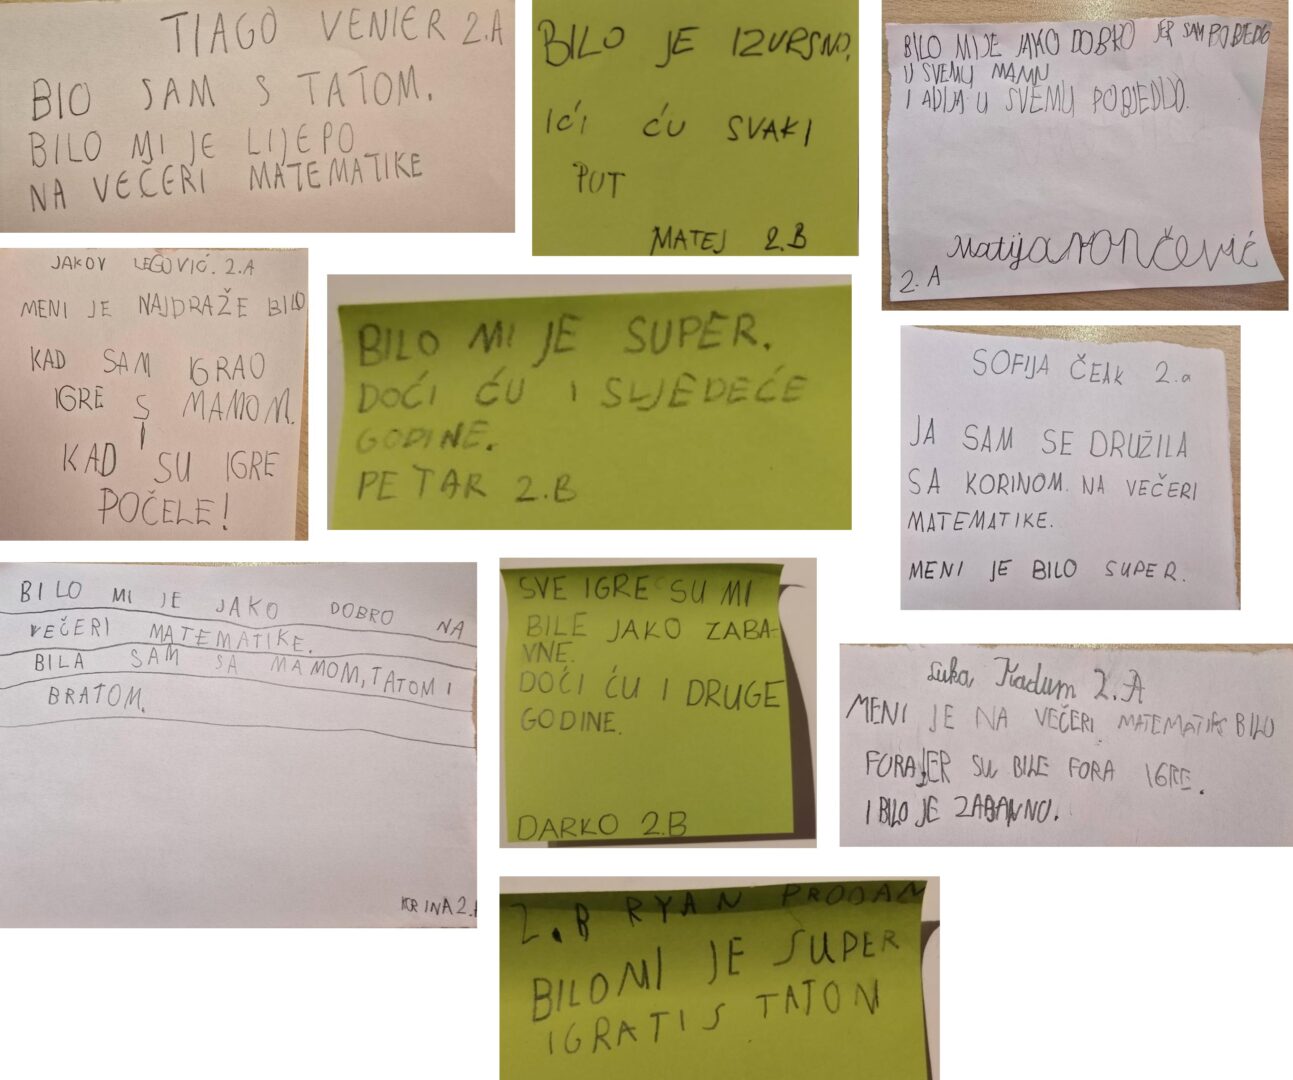 TIAGO VENIER 2.A
BIO SAM S TATOM.
BILO MI JE LIJEPO
NA VEČERI MATEMATIKE
BILO JE IZVRSNO,
IĆI ĆU SVAKI
PUT
MATEJ 2.B
BILO MI JE JAKO DOBRO JER SAM POBJEDIO
U SVEMU MAMU
I ADIJA U SVEMU POBJEDIO.
Matija Rončević
2.A
JAKOV LEGOVIĆ. 2.A
MENI JE NAJDRAŽE BILO
KAD SAM IGRAO
IGRE S MAMOM.
I
KAD SU IGRE
POČELE!
BILO MI JE SUPER.
DOĆI ĆU I SLJEDEĆE
GODINE.
PETAR 2.B
SOFIJA ČEAK 2.a
JA SAM SE DRUŽILA
SA KORINOM. NA VEČERI
MATEMATIKE.
MENI JE BILO SUPER.
BILO MI JE JAKO DOBRO NA
VEČERI MATEMATIKE.
BILA SAM SA MAMOM, TATOM I
BRATOM.
KORINA 2.A
SVE IGRE SU MI
BILE JAKO ZABA-
VNE.
DOĆI ĆU I DRUGE
GODINE.
DARKO 2.B
Luka Kadum 2.A
MENI JE NA VEČERI MATEMATIKE BILO
FORA JER SU BILE FORA IGRE.
I BILO JE ZABAVNO.
2.B RYAN PRODAN
BILO MI JE SUPER
IGRATI S TATOM